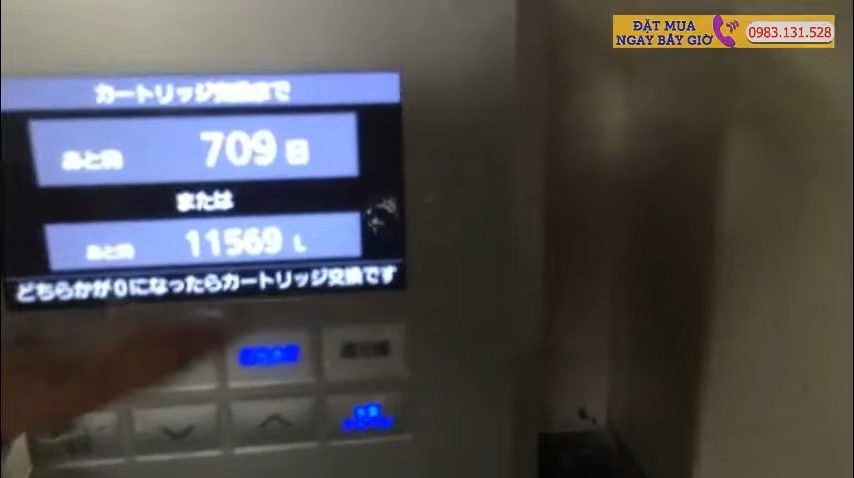 ĐẶT MUA
NGAY BÂY GIỜ
0983.131.528
カートリッジ交換まで
あと約 709 日
または
あと約 11569 L
どちらかが0になったらカートリッジ交換です